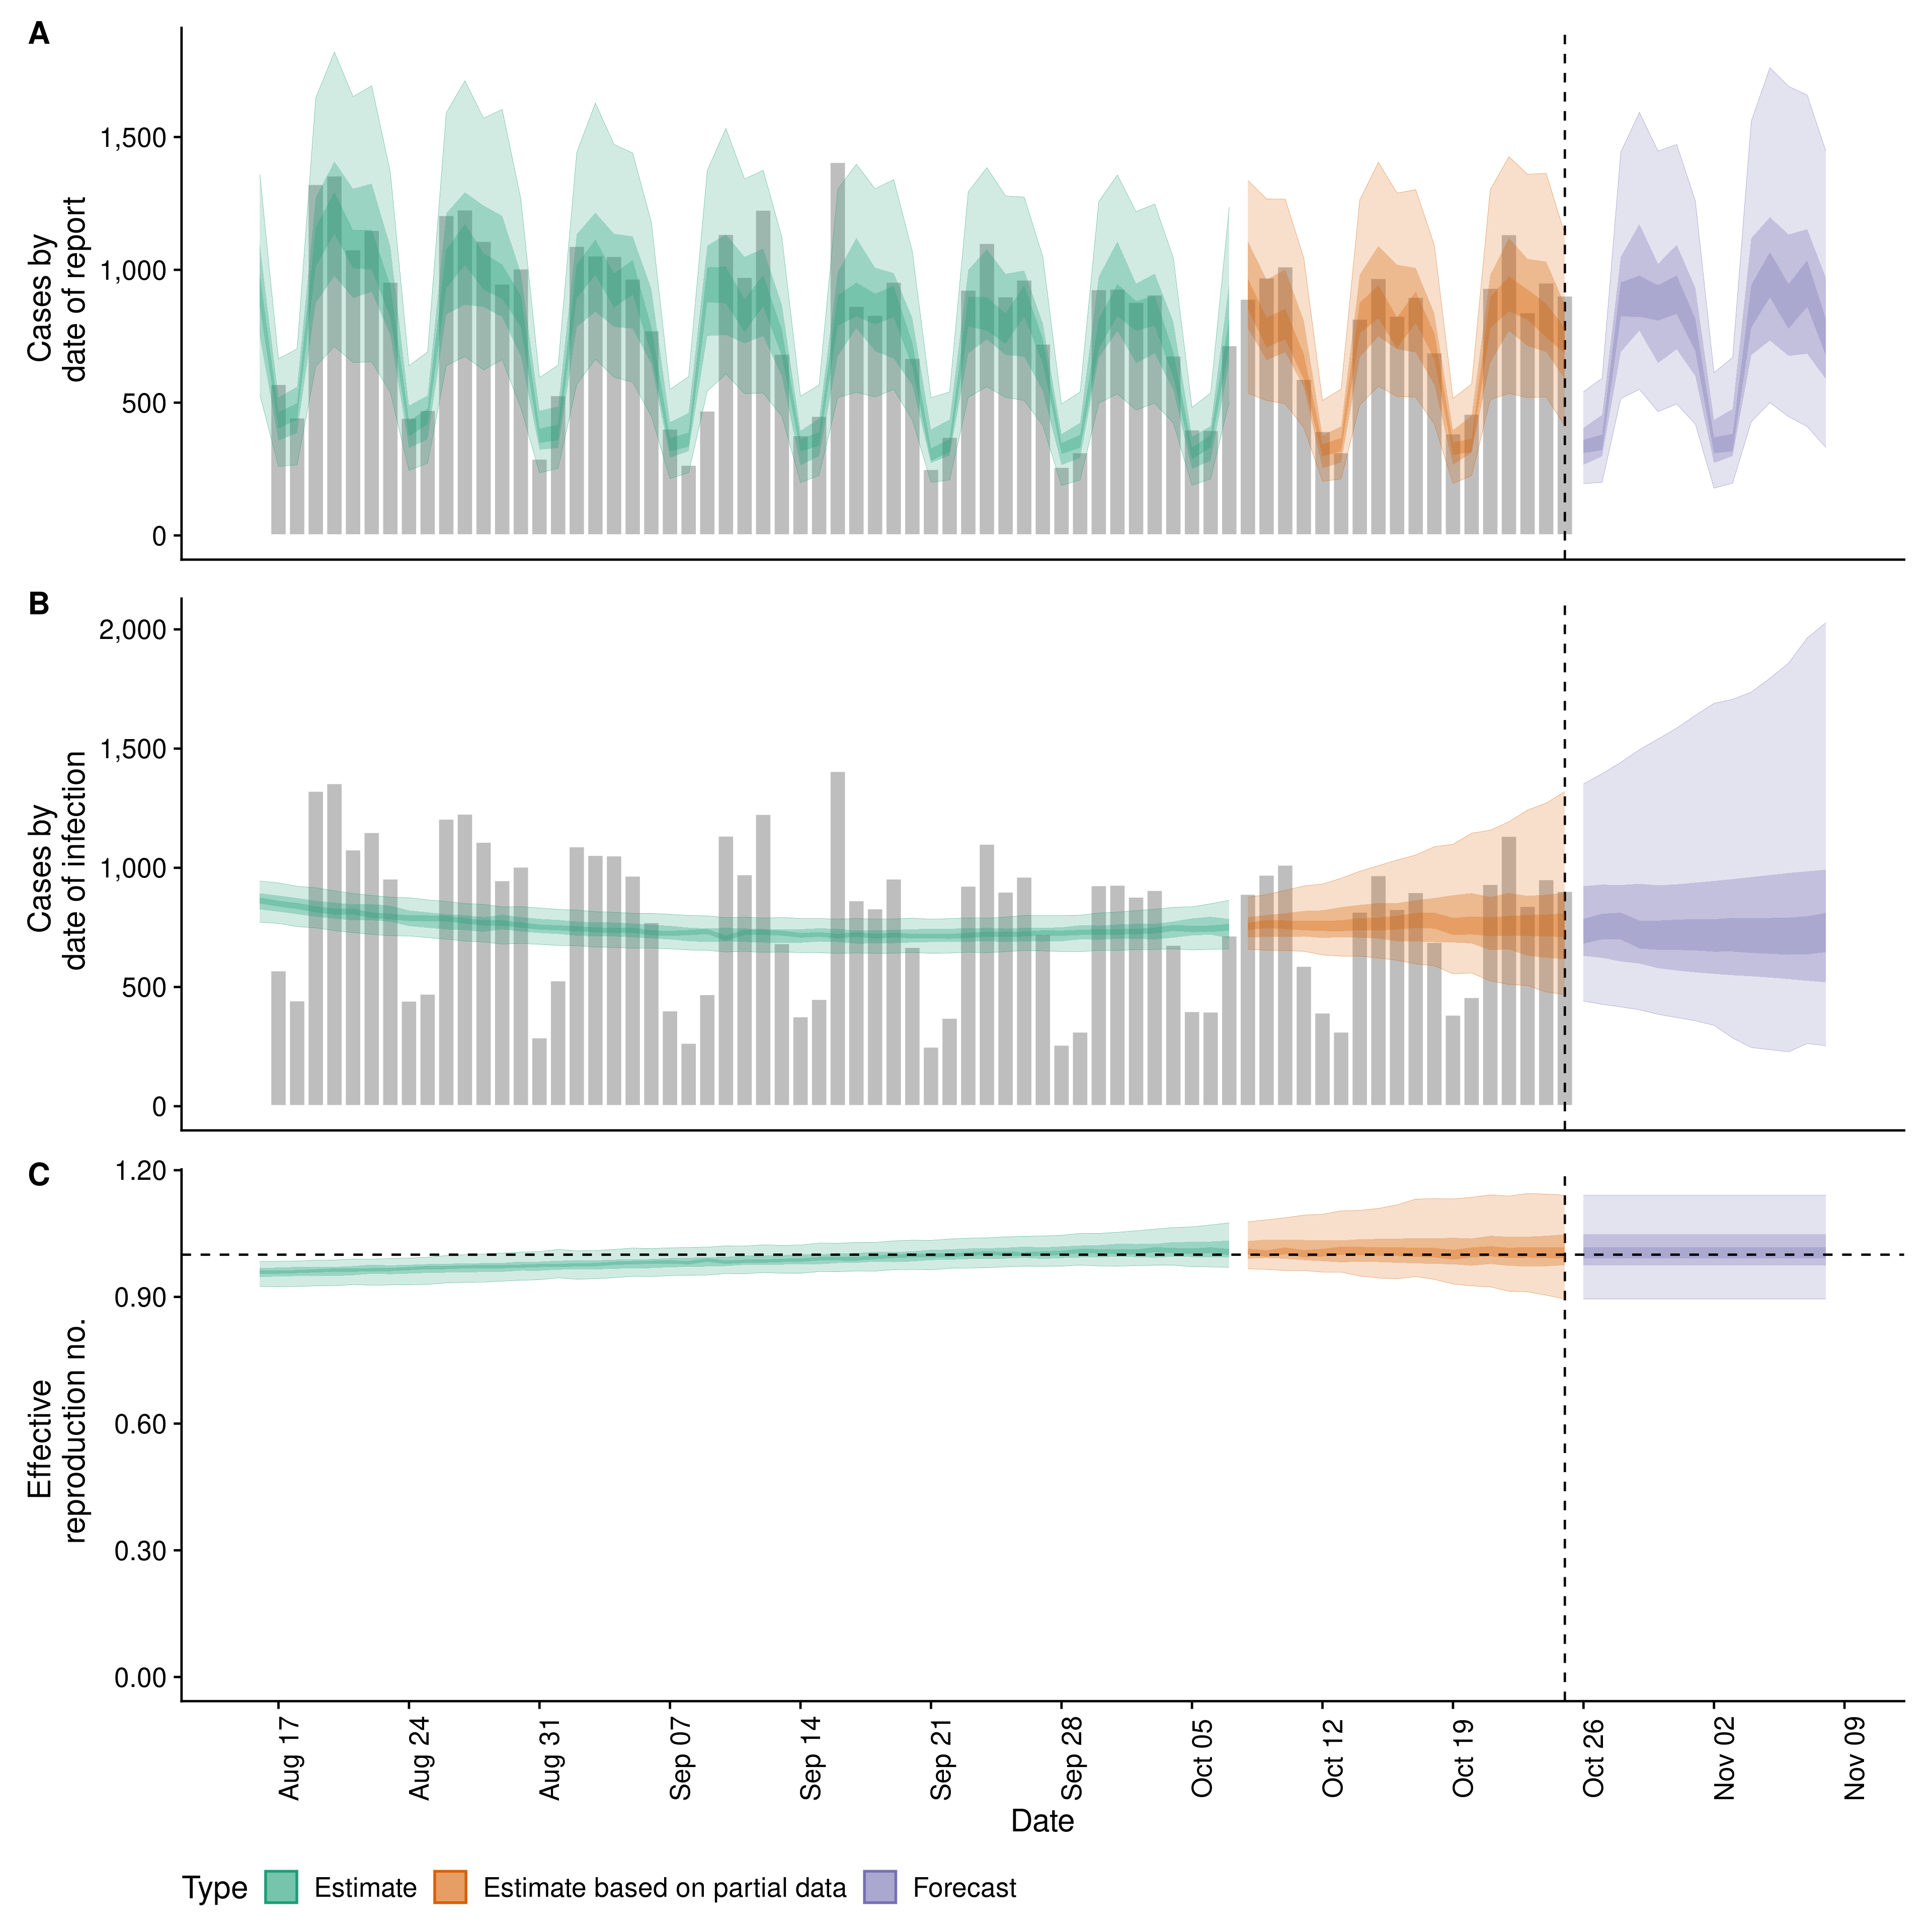 A
1,500
1,000
500
0
Cases by
date of report
B
2,000
1,500
1,000
500
0
Cases by
date of infection
C
1.20
0.90
0.60
0.30
0.00
Effective
reproduction no.
Aug 17
Aug 24
Aug 31
Sep 07
Sep 14
Sep 21
Sep 28
Oct 05
Oct 12
Oct 19
Oct 26
Nov 02
Nov 09
Date
Type Estimate Estimate based on partial data Forecast